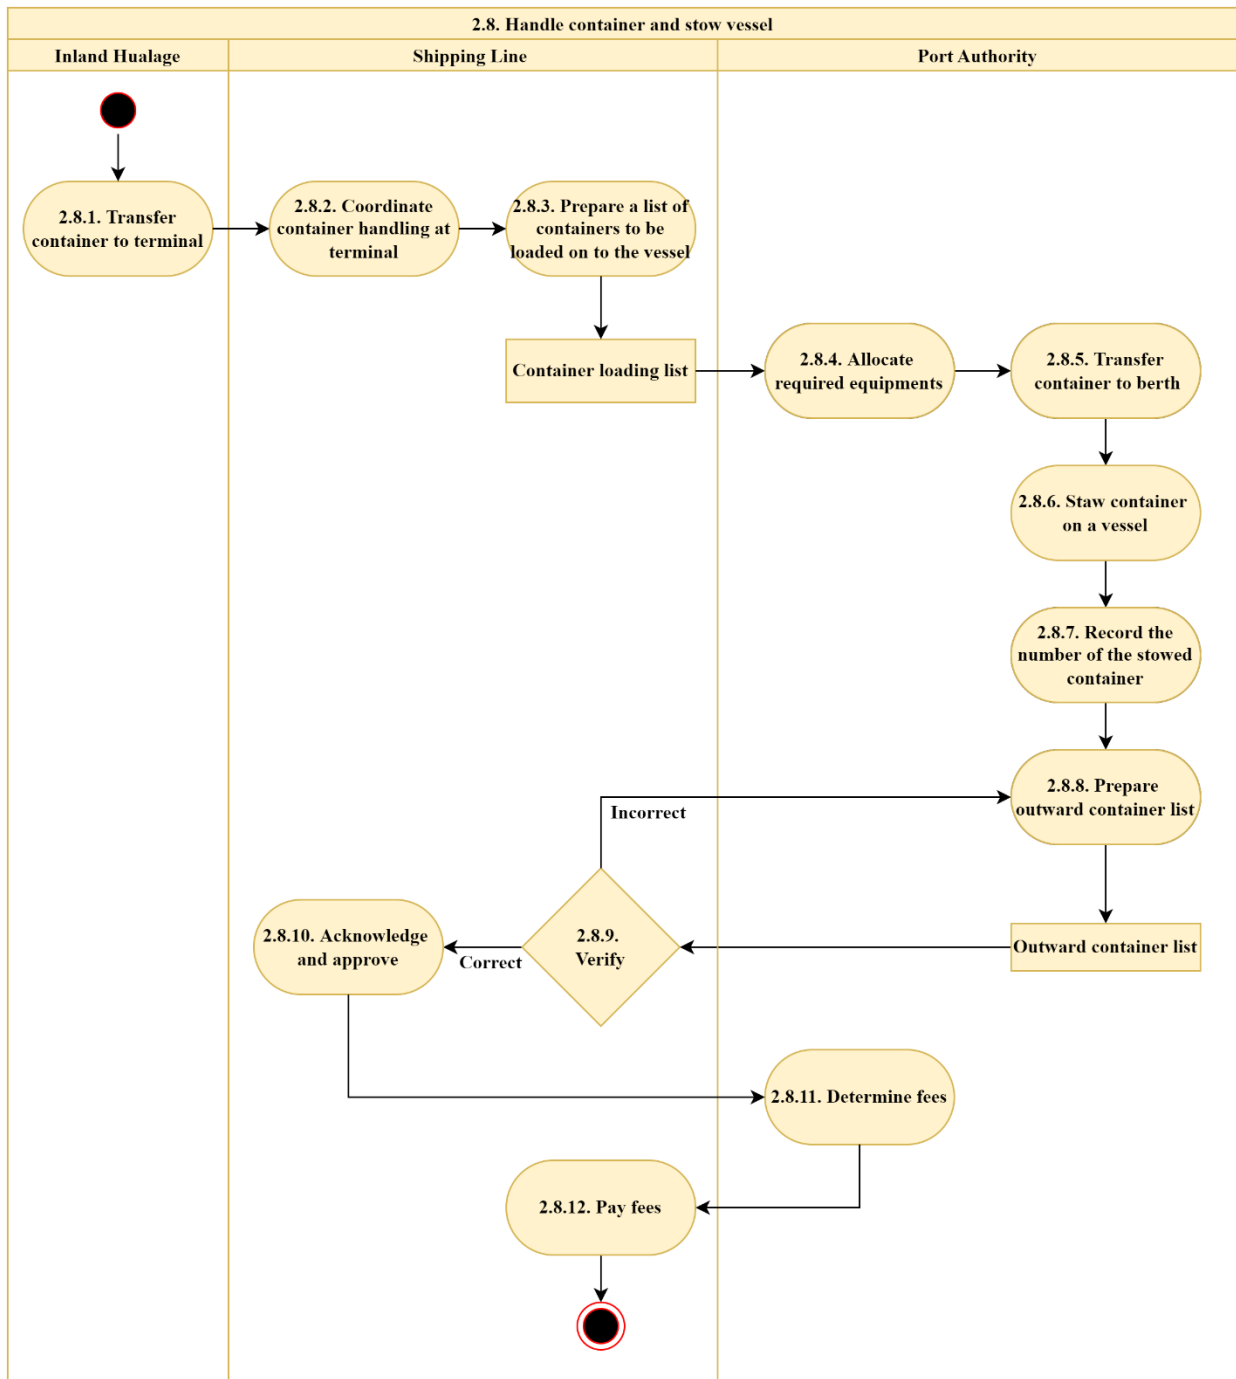 2.8. Handle container and stow vessel
Inland Hualage
Shipping Line
Port Authority
2.8.1. Transfer
container to terminal
2.8.2. Coordinate
container handling at
terminal
2.8.3. Prepare a list of
containers to be
loaded on to the vessel
Container loading list
2.8.4. Allocate
required equipments
2.8.5. Transfer
container to berth
2.8.6. Staw container
on a vessel
2.8.7. Record the
number of the stowed
container
2.8.8. Prepare
outward container list
Incorrect
Outward container list
2.8.9.
Verify
Correct
2.8.10. Acknowledge
and approve
2.8.11. Determine fees
2.8.12. Pay fees